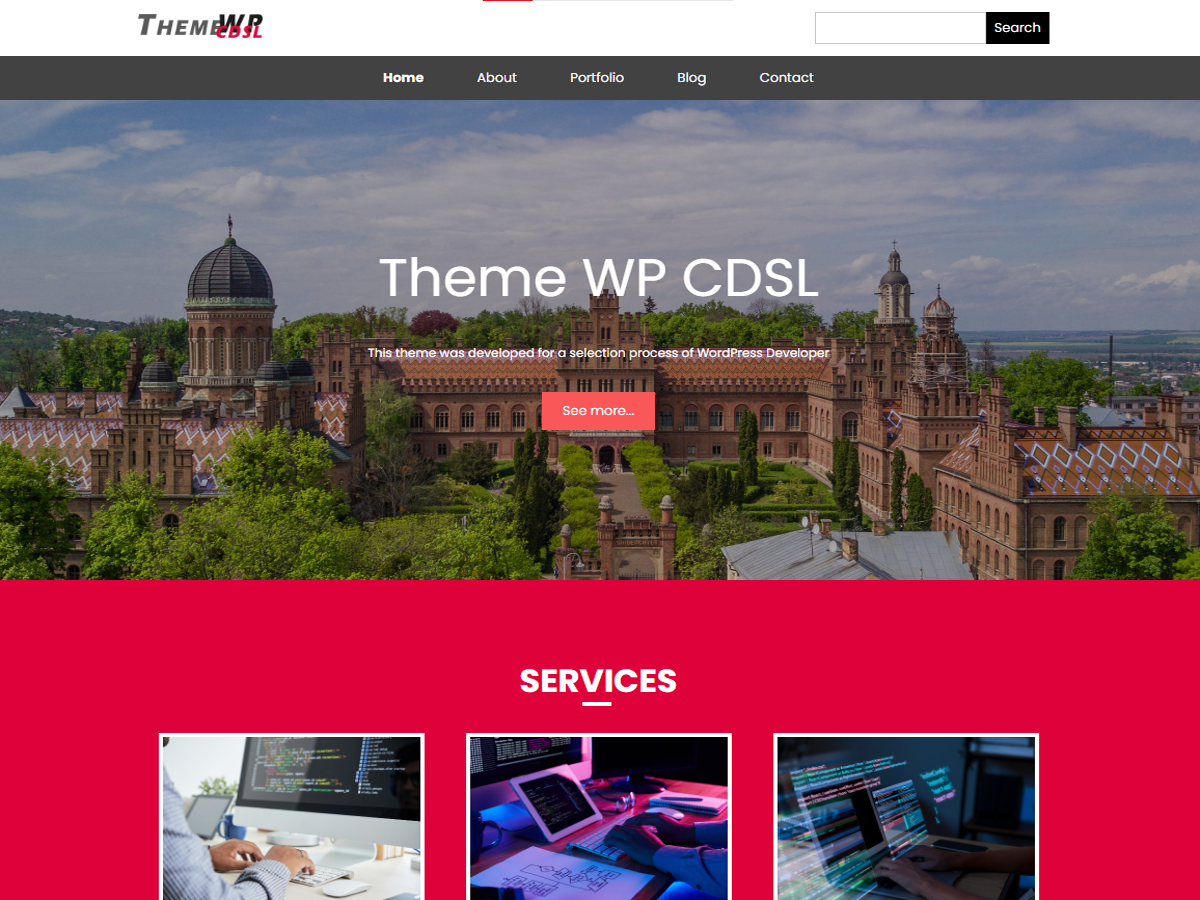 THEMEWP
CDSL
Search
Home About Portfolio Blog Contact
Theme WP CDSL
This theme was developed for a selection process of WordPress Developer
See more...
SERVICES